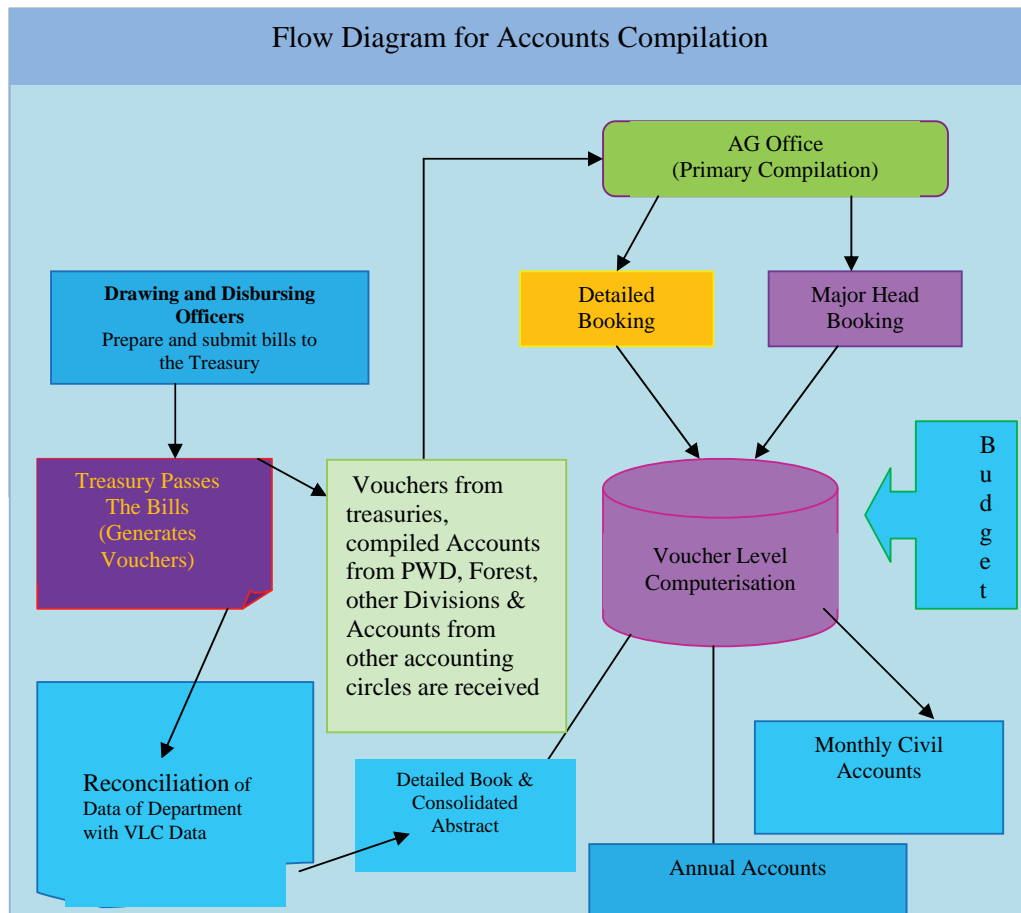 Flow Diagram for Accounts Compilation
AG Office
(Primary Compilation)
Drawing and Disbursing
Officers
Prepare and submit bills to
the Treasury
Detailed
Booking
Major Head
Booking
Treasury Passes
The Bills
(Generates
Vouchers)
Vouchers from
treasuries,
compiled Accounts
from PWD, Forest,
other Divisions &
Accounts from
other accounting
circles are received
Voucher Level
Computerisation
B
u
d
g
e
t
Reconciliation of
Data of Department
with VLC Data
Detailed Book &
Consolidated
Abstract
Monthly Civil
Accounts
Annual Accounts